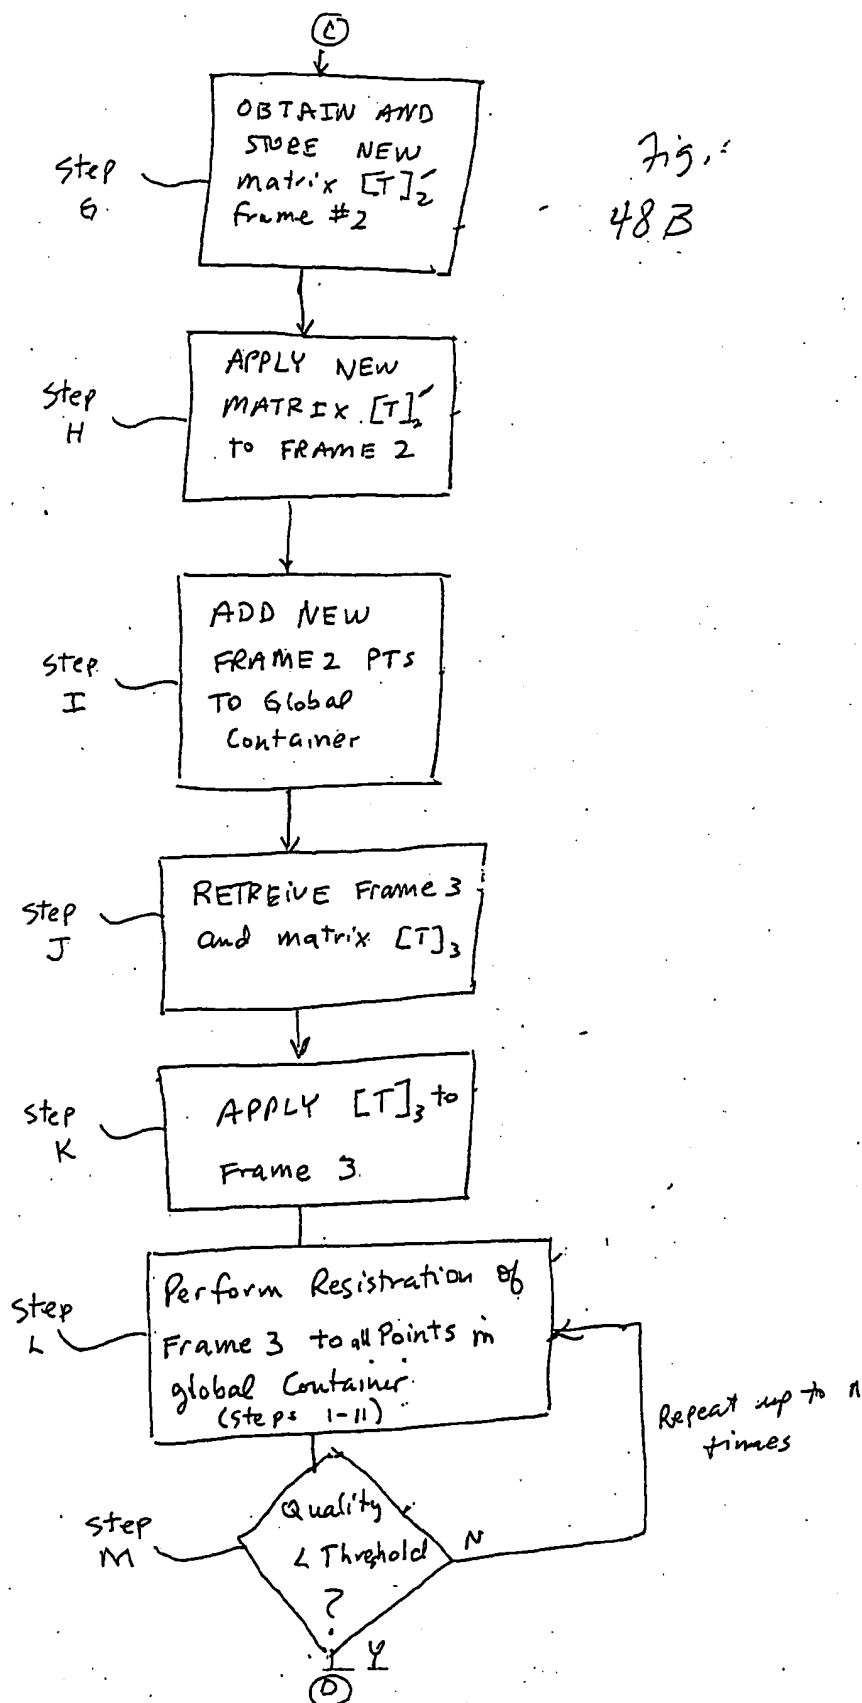 C
Step
G
OBTAIN AND
STORE NEW
matrix [T]₂′
frame #2
Fig.
48B
Step
H
APPLY NEW
MATRIX [T]₂′
to FRAME 2
Step
I
ADD NEW
FRAME 2 PTS
TO Global
Container
Step
J
RETREIVE Frame 3
and matrix [T]₃
Step
K
APPLY [T]₃ to
Frame 3
Step
L
Perform Registration of
Frame 3 to all Points in
global Container
(steps 1-11)
Repeat up to n
times
Step
M
Quality
< Threshold
?
N
Y
D